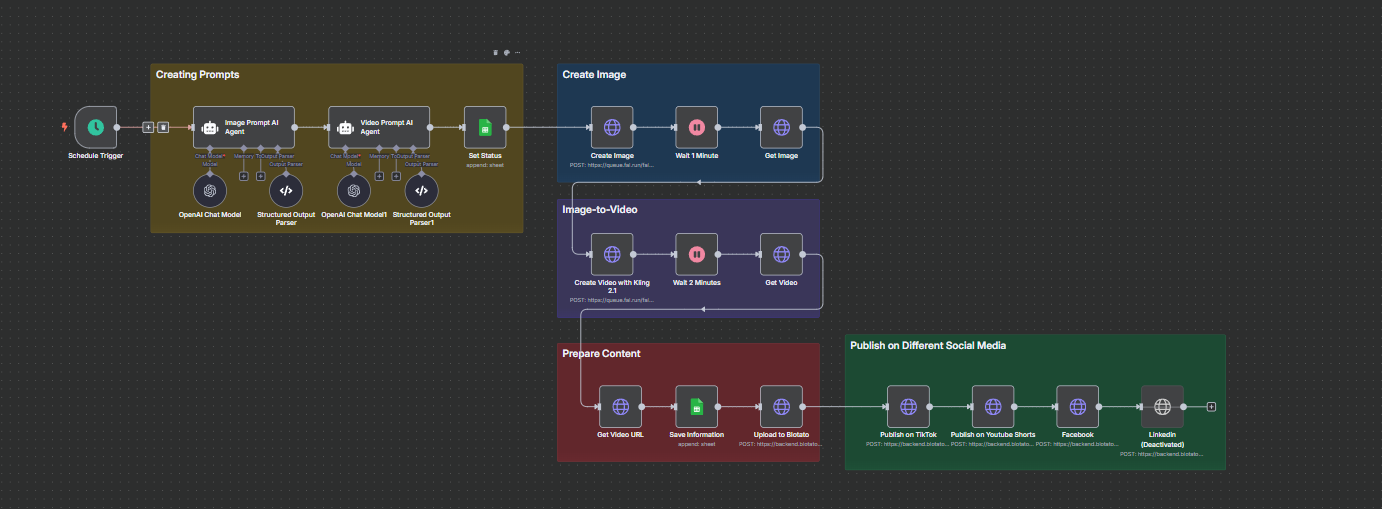 Creating Prompts
Image Prompt AI
Agent
Video Prompt AI
Agent
Schedule Trigger
Chat Model*
Memory
Tool
Output Parser
Model
Output Parser
Chat Model*
Memory
Output Parser
Model
Output Parser
Set Status
append: sheet
OpenAI Chat Model
Structured Output
Parser
OpenAI Chat Model1
Structured Output
Parser1
Create Image
Create Image
POST: https://queue.fal.run/fal...
Wait 1 Minute
Get Image
Image-to-Video
Create Video with Kling
2.1
POST: https://queue.fal.run/fal...
Wait 2 Minutes
Get Video
Prepare Content
Get Video URL
Save Information
append: sheet
Upload to Blotato
POST: https://backend.blotato...
Publish on Different Social Media
Publish on TikTok
POST: https://backend.blotato...
Publish on Youtube Shorts
POST: https://backend.blotato...
Facebook
POST: https://backend.blotato...
Linkedin
(Deactivated)
POST: https://backend.blotato...